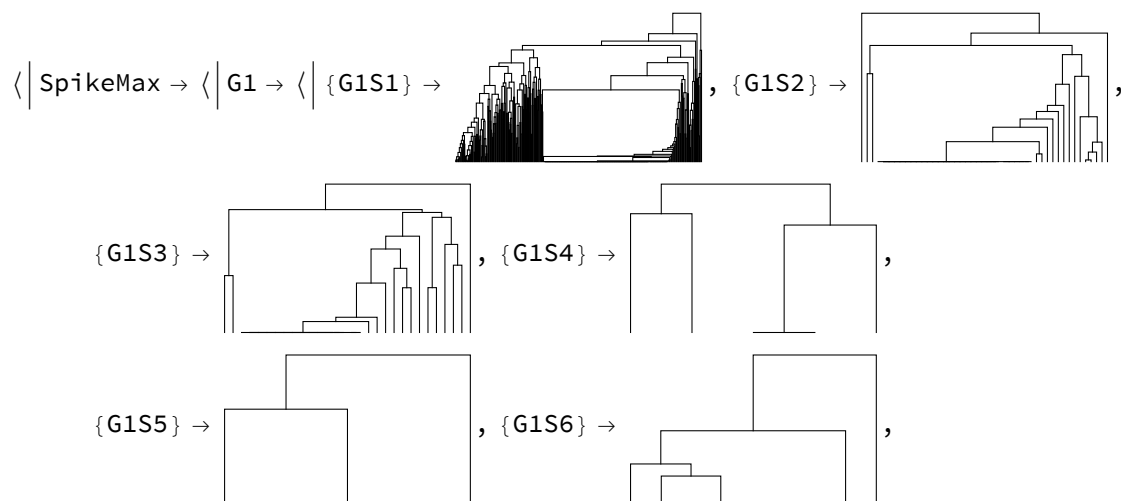 ⟨| SpikeMax → ⟨| G1 → ⟨| {G1S1} → , {G1S2} → ,
{G1S3} → , {G1S4} → ,
{G1S5} → , {G1S6} → ,